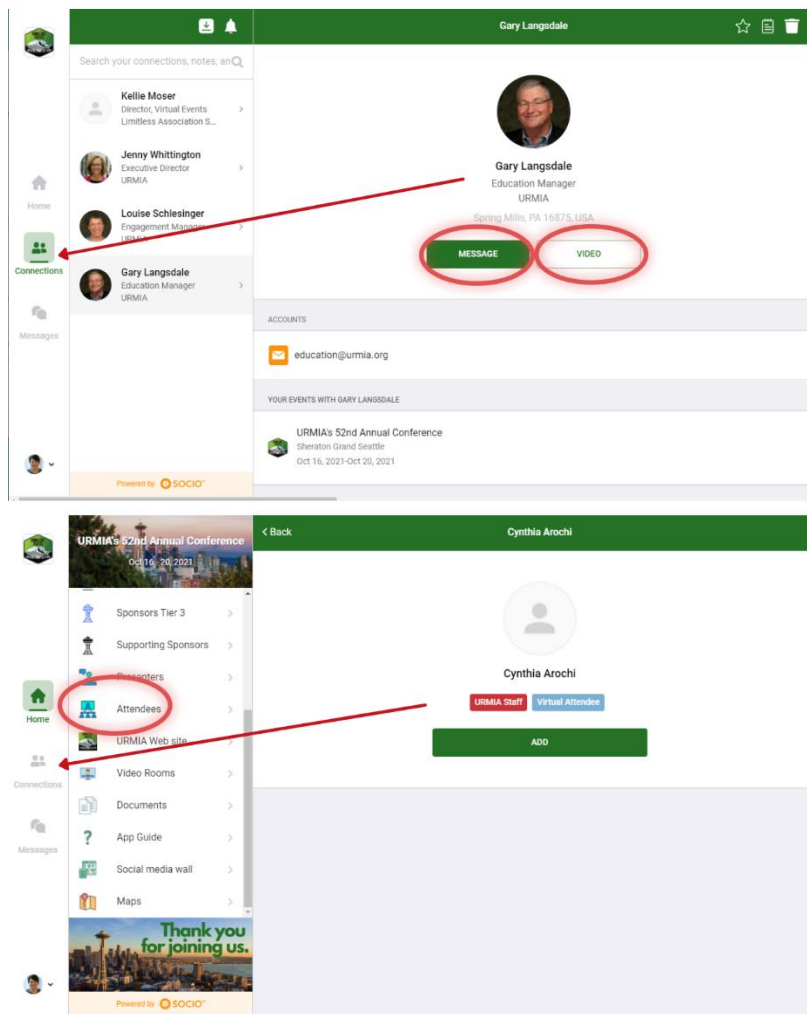 Gary Langsdale
Search your connections, notes, an
Kellie Moser
Director, Virtual Events
Limitless Association S...
Jenny Whittington
Executive Director
URMIA
Louise Schlesinger
Engagement Manager
URMIA
Gary Langsdale
Education Manager
URMIA
Home
Connections
Messages
Powered by SOCIO
Gary Langsdale
Education Manager
URMIA
Spring Mills, PA 16875, USA
MESSAGE
VIDEO
ACCOUNTS
education@urmia.org
YOUR EVENTS WITH GARY LANGSDALE
URMIA's 52nd Annual Conference
Sheraton Grand Seattle
Oct 16, 2021-Oct 20, 2021
URMIA's 52nd Annual Conference
Oct 16 - 20, 2021
< Back
Cynthia Arochi
Sponsors Tier 3
Supporting Sponsors
Presenters
Attendees
URMIA Web site
Video Rooms
Documents
App Guide
Social media wall
Maps
Home
Connections
Messages
Thank you
for joining us.
Powered by SOCIO
Cynthia Arochi
URMIA Staff
Virtual Attendee
ADD